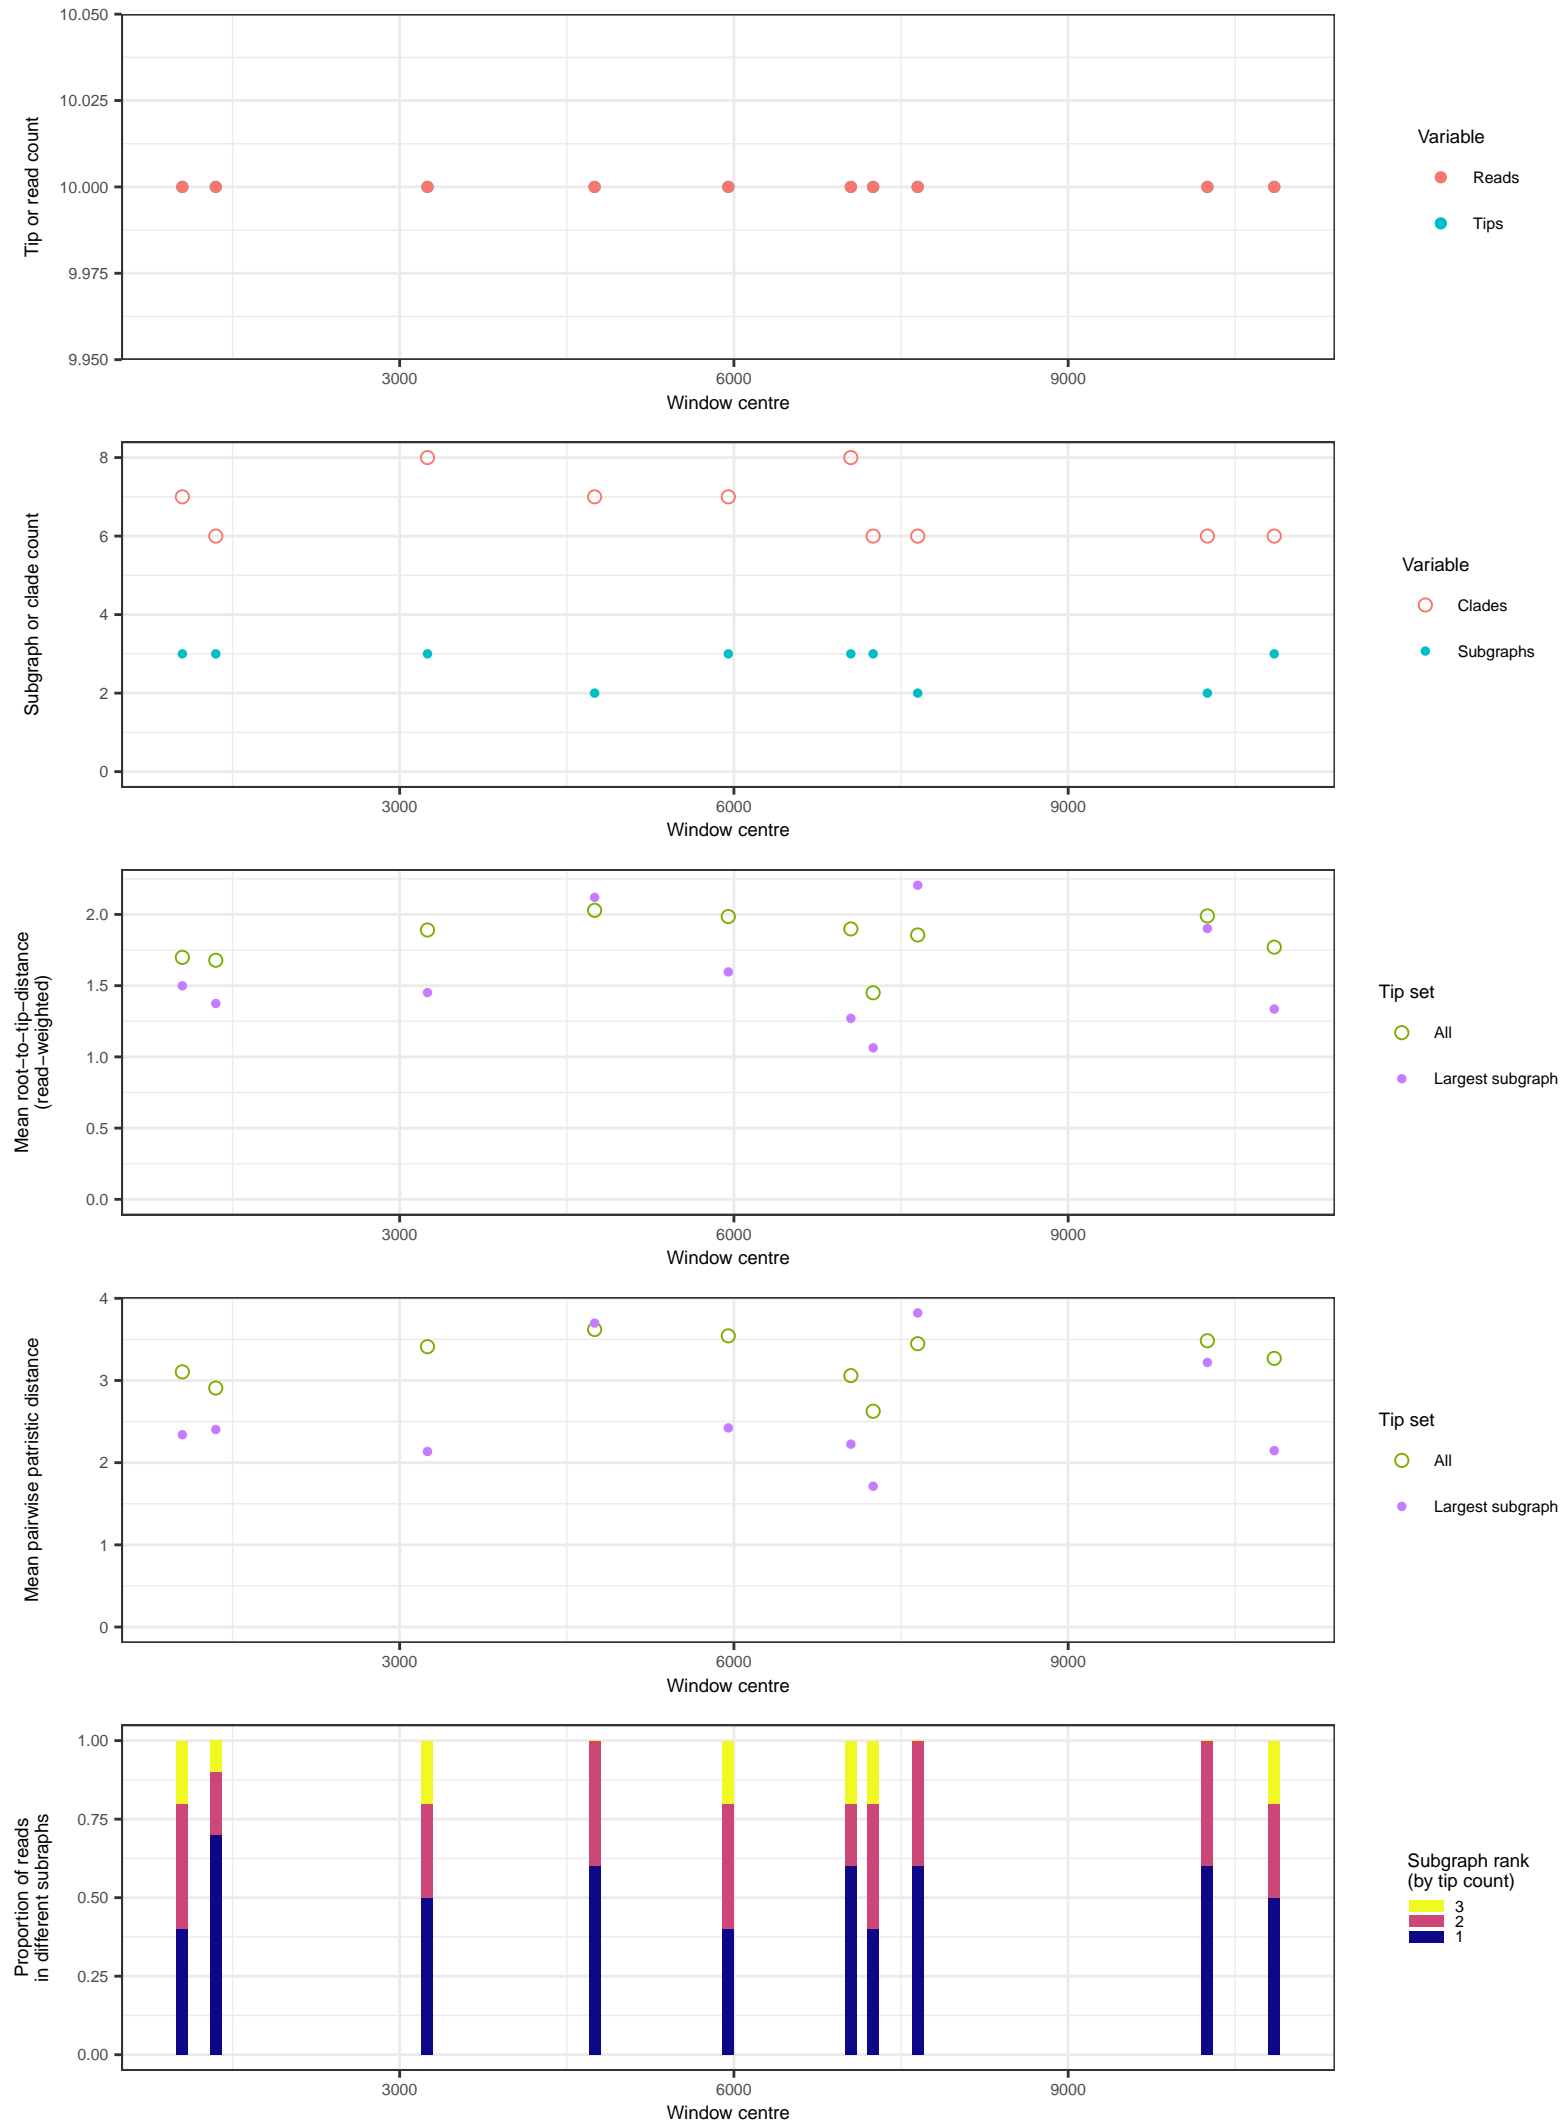 10.050
10.025
10.000
9.975
9.950
Tip or read count
3000
6000
9000
Window centre
Variable
Reads
Tips
8
6
4
2
0
Subgraph or clade count
3000
6000
9000
Window centre
Variable
Clades
Subgraphs
2.0
1.5
1.0
0.5
0.0
Mean root−to−tip−distance
(read−weighted)
3000
6000
9000
Window centre
Tip set
All
Largest subgraph
4
3
2
1
0
Mean pairwise patristic distance
3000
6000
9000
Window centre
Tip set
All
Largest subgraph
1.00
0.75
0.50
0.25
0.00
Proportion of reads
in different subraphs
3000
6000
9000
Window centre
Subgraph rank
(by tip count)
3
2
1